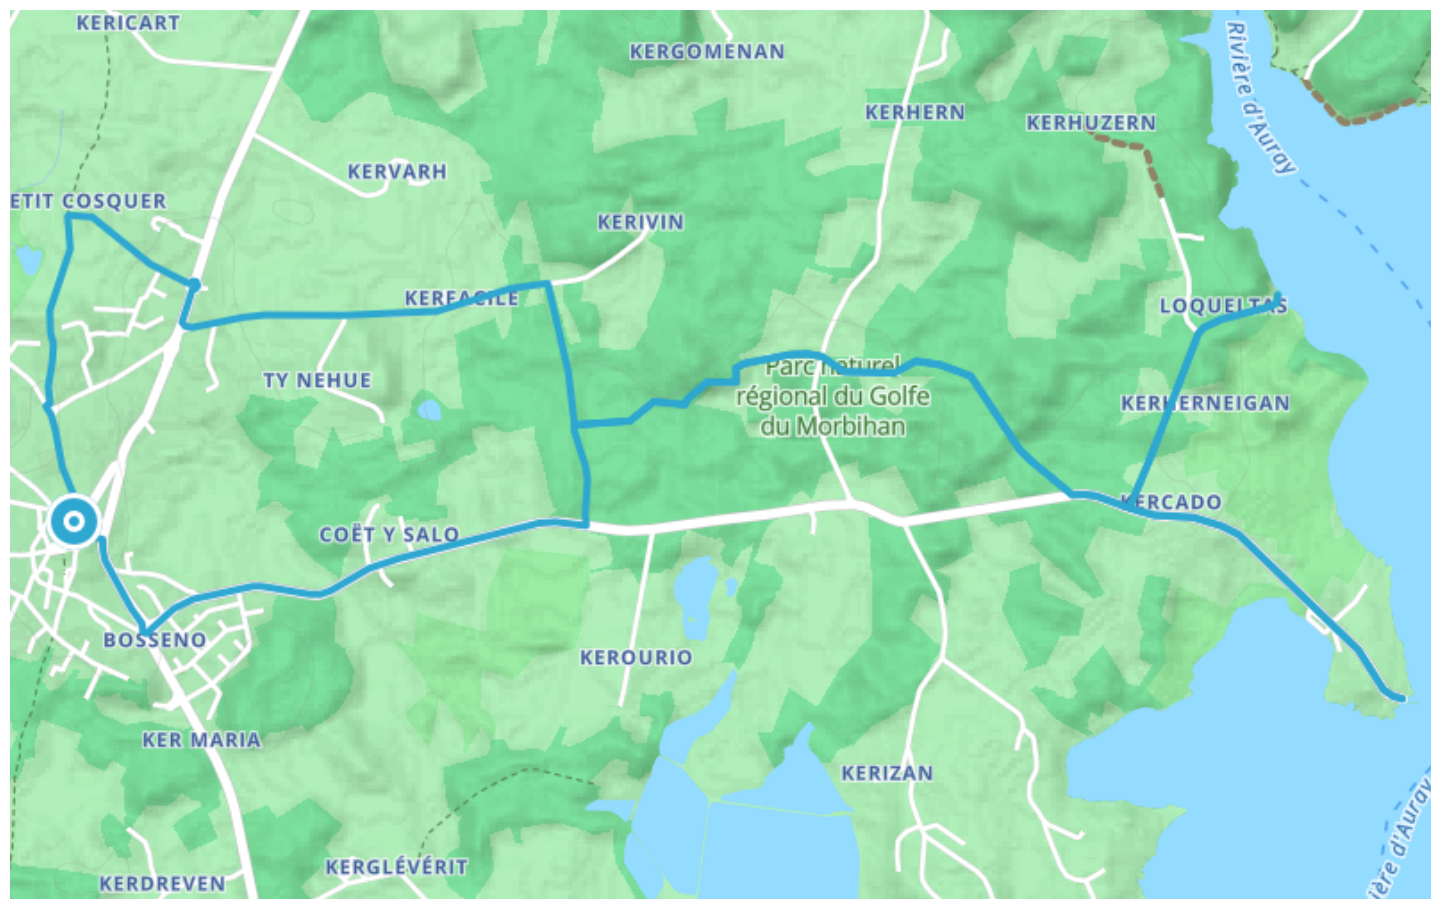 KERICART
KERGOMENAN
Rivière d'Auray
KERHERN
KERHUZERN
KERVARH
ETIT COSQUER
KERIVIN
KERFACILE
LOQUELTAS
TY NEHUE
Parc naturel
régional du Golfe
du Morbihan
KERHERNEIGAN
KERCADO
COËT Y SALO
BOSSENO
KEROURIO
KER MARIA
KERIZAN
ière d'Auray
KERGLÉVÉRIT
KERDREVEN